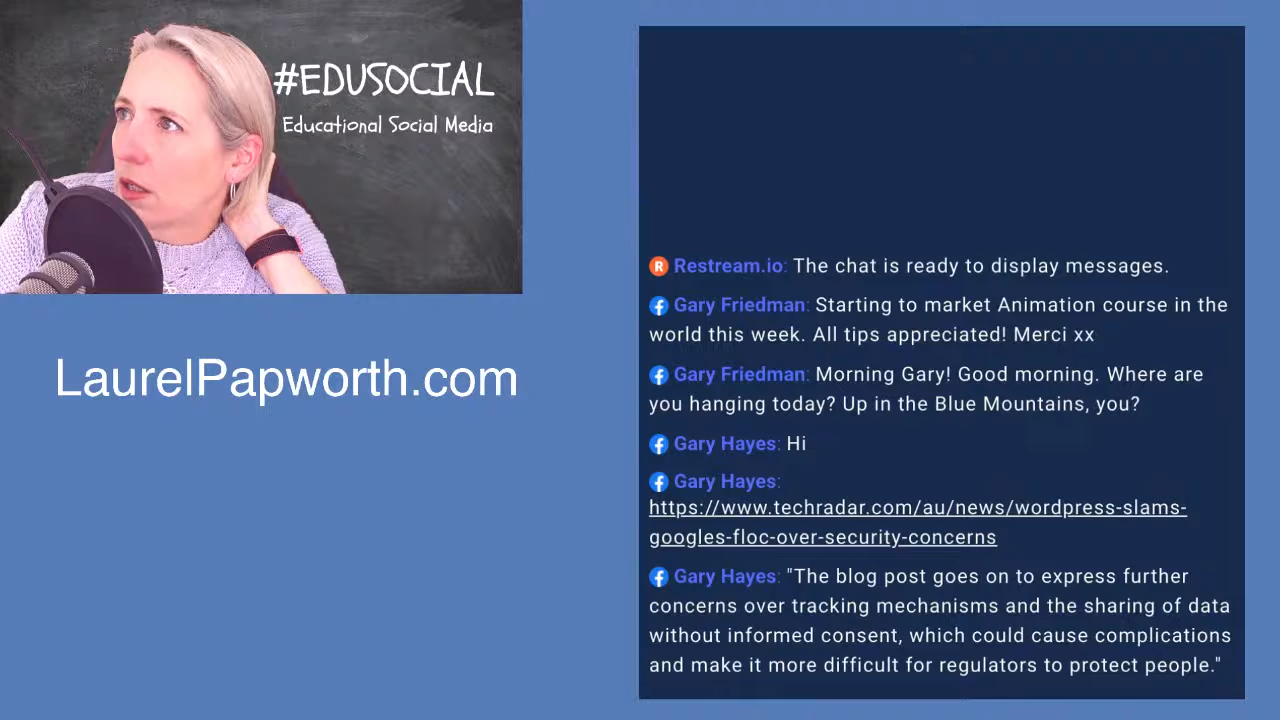 #EDUSOCIAL
Educational Social Media
LaurelPapworth.com
R Restream.io: The chat is ready to display messages.
Gary Friedman: Starting to market Animation course in the
world this week. All tips appreciated! Merci xx
Gary Friedman: Morning Gary! Good morning. Where are
you hanging today? Up in the Blue Mountains, you?
Gary Hayes: Hi
Gary Hayes:
https://www.techradar.com/au/news/wordpress-slams-
googles-floc-over-security-concerns
Gary Hayes: "The blog post goes on to express further
concerns over tracking mechanisms and the sharing of data
without informed consent, which could cause complications
and make it more difficult for regulators to protect people."